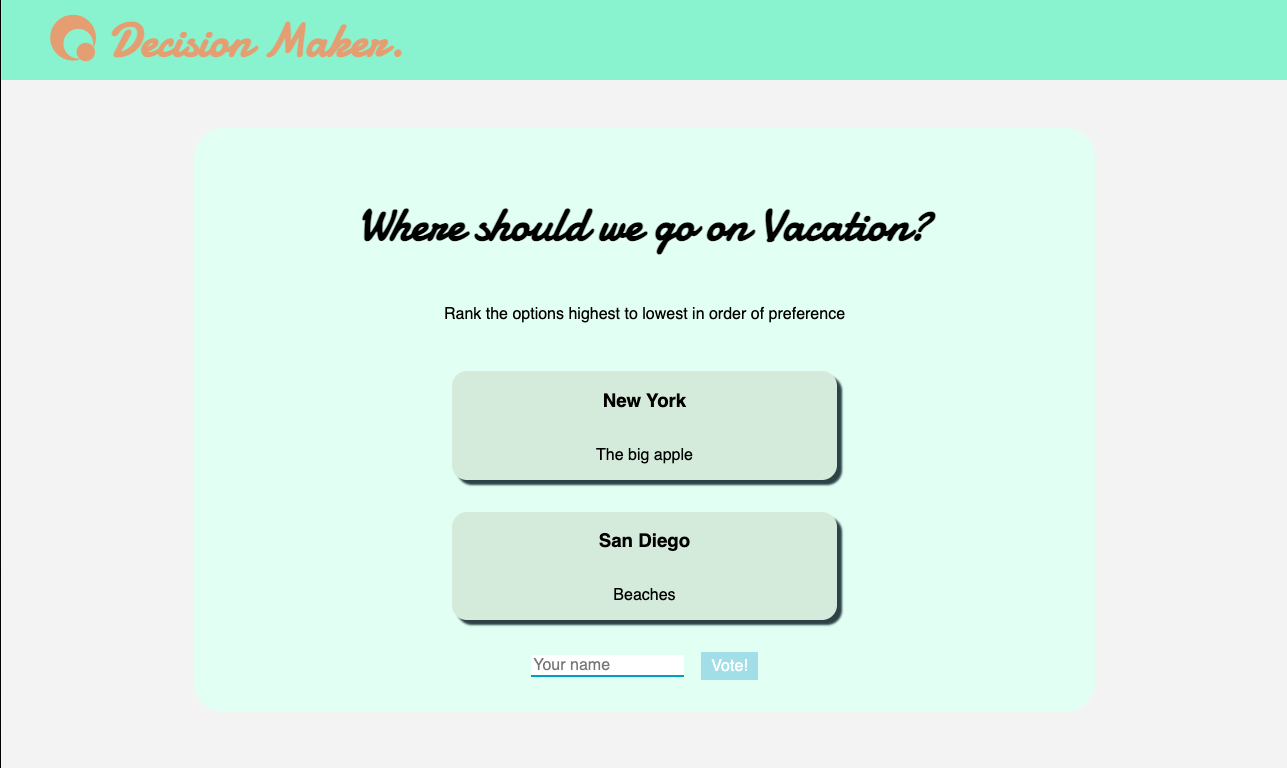 Decision Maker.
Where should we go on Vacation?
Rank the options highest to lowest in order of preference
New York
The big apple
San Diego
Beaches
Your name Vote!